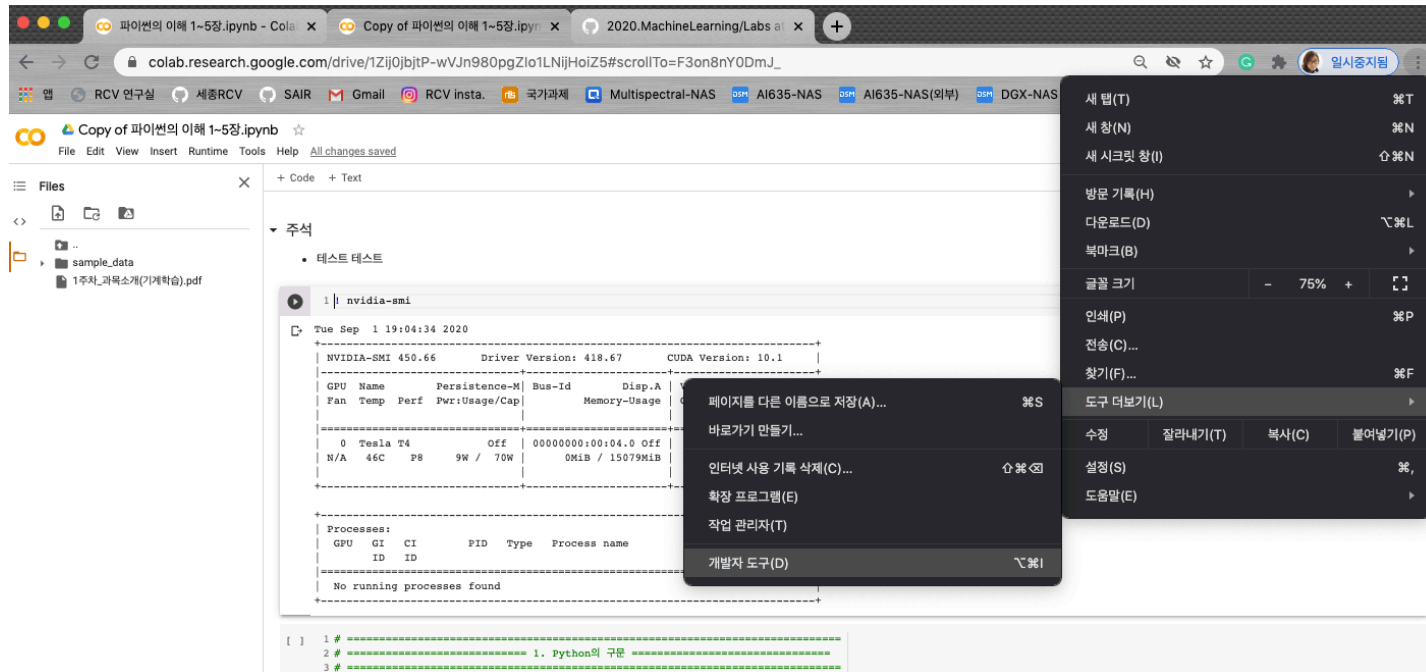 파이썬의 이해 1~5장.ipynb - Cola
Copy of 파이썬의 이해 1~5장.ipyn
2020.MachineLearning/Labs at
colab.research.google.com/drive/1Zij0jbjtP-wVJn980pgZIo1LNijHoiZ5#scrollTo=F3on8nY0DmJ_
일시중지됨
앱 RCV 연구실 세종RCV SAIR Gmail RCV insta. 국가과제 Multispectral-NAS AI635-NAS AI635-NAS(외부) DGX-NAS
Copy of 파이썬의 이해 1~5장.ipynb
File Edit View Insert Runtime Tools Help All changes saved
Files
+ Code + Text
..
sample_data
1주차_과목소개(기계학습).pdf
주석
테스트 테스트
1 ! nvidia-smi
Tue Sep 1 19:04:34 2020
NVIDIA-SMI 450.66 Driver Version: 418.67 CUDA Version: 10.1
GPU Name Persistence-M| Bus-Id Disp.A |
Fan Temp Perf Pwr:Usage/Cap| Memory-Usage |
0 Tesla T4 Off | 00000000:00:04.0 Off |
N/A 46C P8 9W / 70W | 0MiB / 15079MiB |
Processes:
GPU GI CI PID Type Process name
ID ID
No running processes found
[ ] 1 # ====
2 # ==== 1. Python의 구문 ====
3 # ====
새 탭(T) ⌘T
새 창(N) ⌘N
새 시크릿 창(I) ⇧⌘N
방문 기록(H)
다운로드(D) ⌥⌘L
북마크(B)
글꼴 크기 - 75% +
인쇄(P) ⌘P
전송(C)...
찾기(F)... ⌘F
도구 더보기(L)
수정 잘라내기(T) 복사(C) 붙여넣기(P)
설정(S) ⌘,
도움말(E)
페이지를 다른 이름으로 저장(A)... ⌘S
바로가기 만들기...
인터넷 사용 기록 삭제(C)... ⇧⌘⌫
확장 프로그램(E)
작업 관리자(T)
개발자 도구(D) ⌥⌘I